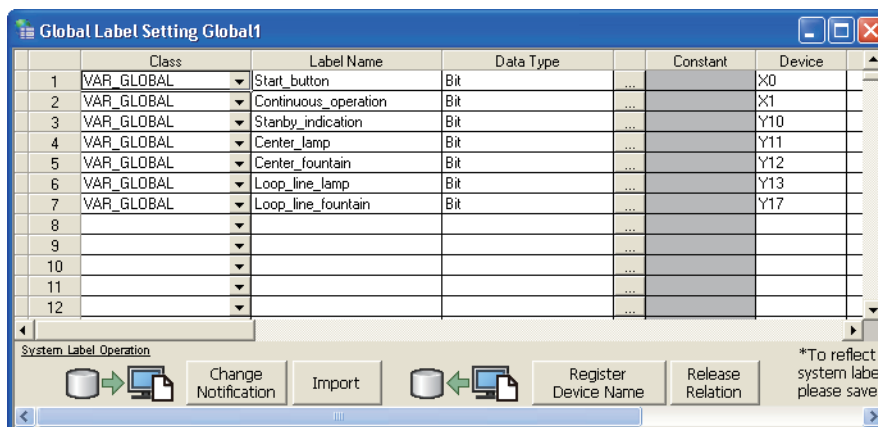 Global Label Setting Global1
Class Label Name Data Type Constant Device
1 VAR_GLOBAL Start_button Bit ... X0
2 VAR_GLOBAL Continuous_operation Bit ... X1
3 VAR_GLOBAL Stanby_indication Bit ... Y10
4 VAR_GLOBAL Center_lamp Bit ... Y11
5 VAR_GLOBAL Center_fountain Bit ... Y12
6 VAR_GLOBAL Loop_line_lamp Bit ... Y13
7 VAR_GLOBAL Loop_line_fountain Bit ... Y17
8 ...
9 ...
10 ...
11 ...
12 ...
System Label Operation
Change
Notification
Import
Register
Device Name
Release
Relation
*To reflect
system labe
please save